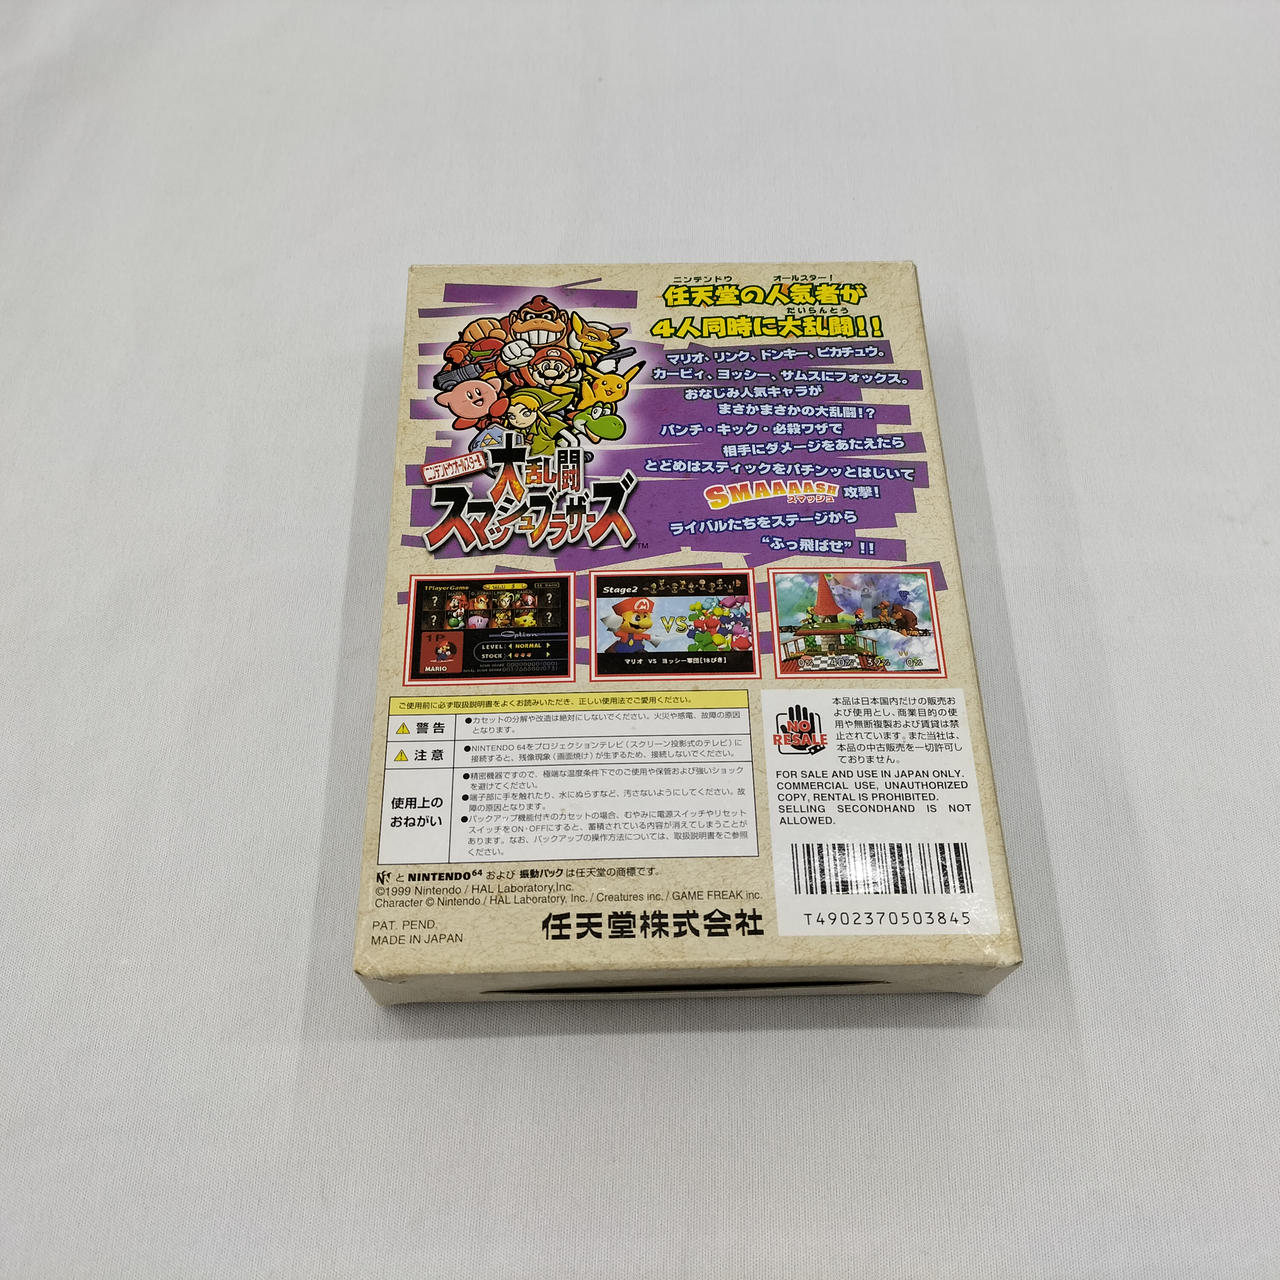 ニンテンドウ オールスター!
任天堂の人気者が
だいらんとう
4人同時に大乱闘!!
マリオ、リンク、ドンキー、ピカチュウ。
カービィ、ヨッシー、サムスにフォックス。
おなじみ人気キャラが
まさかまさかの大乱闘!?
パンチ・キック・必殺ワザで
相手にダメージをあたえたら
とどめはスティックをバチンッとはじいて
SMAAAASH 攻撃!
スマッシュ
ライバルたちをステージから
“ふっ飛ばせ”!!
ニンテンドウオールスター!
大乱闘
スマッシュブラザーズ
TM
1PlayerGame
? ?
? ?
1P
Option
LEVEL: NORMAL
STOCK:
MARIO
Stage2
VS
マリオ VS ヨッシー軍団[18ぴき]
0% 40% 39% 0%
ご使用前に必ず取扱説明書をよくお読みいただき、正しい使用法でご愛用ください。
警告
●カセットの分解や改造は絶対にしないでください。火災や感電、故障の原因
となります。
注意
●NINTENDO 64をプロジェクションテレビ(スクリーン投影式のテレビ)に
接続すると、残像現象(画面焼け)が生ずるため、接続しないでください。
使用上の
おねがい
●精密機器ですので、極端な温度条件下でのご使用や保管および強いショック
を避けてください。
●端子部に手を触れたり、水にぬらすなど、汚さないようにしてください。故
障の原因となります。
●バックアップ機能付きのカセットの場合、むやみに電源スイッチやリセット
スイッチをON・OFFにすると、蓄積されている内容が消えてしまうことが
あります。なお、バックアップの操作方法については、取扱説明書をご参照
ください。
と NINTENDO64 および 振動パック は任天堂の商標です。
©1999 Nintendo / HAL Laboratory,Inc.
Character © Nintendo / HAL Laboratory, Inc. / Creatures inc. / GAME FREAK inc.
PAT. PEND.
MADE IN JAPAN
任天堂株式会社
NO
RESALE
本品は日本国内だけの販売お
よび使用とし、商業目的の使
用や無断複製および賃貸は禁
止されています。また当社は、
本品の中古販売を一切許可し
ておりません。
FOR SALE AND USE IN JAPAN ONLY.
COMMERCIAL USE, UNAUTHORIZED
COPY, RENTAL IS PROHIBITED.
SELLING SECONDHAND IS NOT
ALLOWED.
T4902370503845